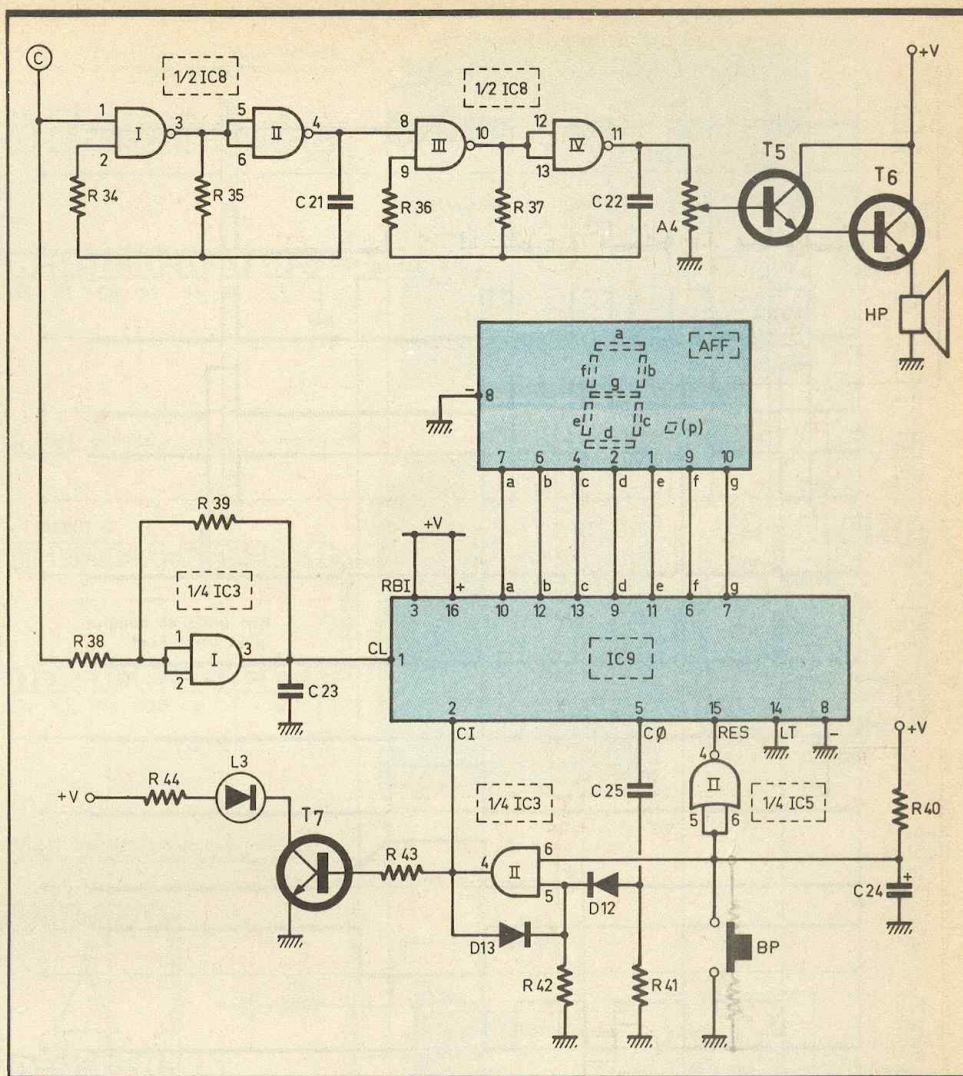 C
+V
1/2 IC8
1/2 IC8
1
2
I
3
5
6
II
4
8
9
III
10
12
13
IV
11
R 34
R 35
C 21
R 36
R 37
C 22
A4
T 5
T 6
HP
AFF
a
f
b
g
e
c
d
(p)
8
-
7
6
4
2
1
9
10
a
b
c
d
e
f
g
R 39
+V
1/4 IC3
RBI
3
16
+
a
b
c
d
e
f
g
10
12
13
9
11
6
7
R 38
1
2
I
3
CL
1
IC9
C 23
2
5
15
14
8
CI
CØ
RES
LT
-
+V
L3
R 44
+V
T7
R 43
1/4 IC3
4
II
6
5
C25
4
II
5
6
1/4 IC5
R 40
D12
C24
+
D13
R 42
R 41
BP